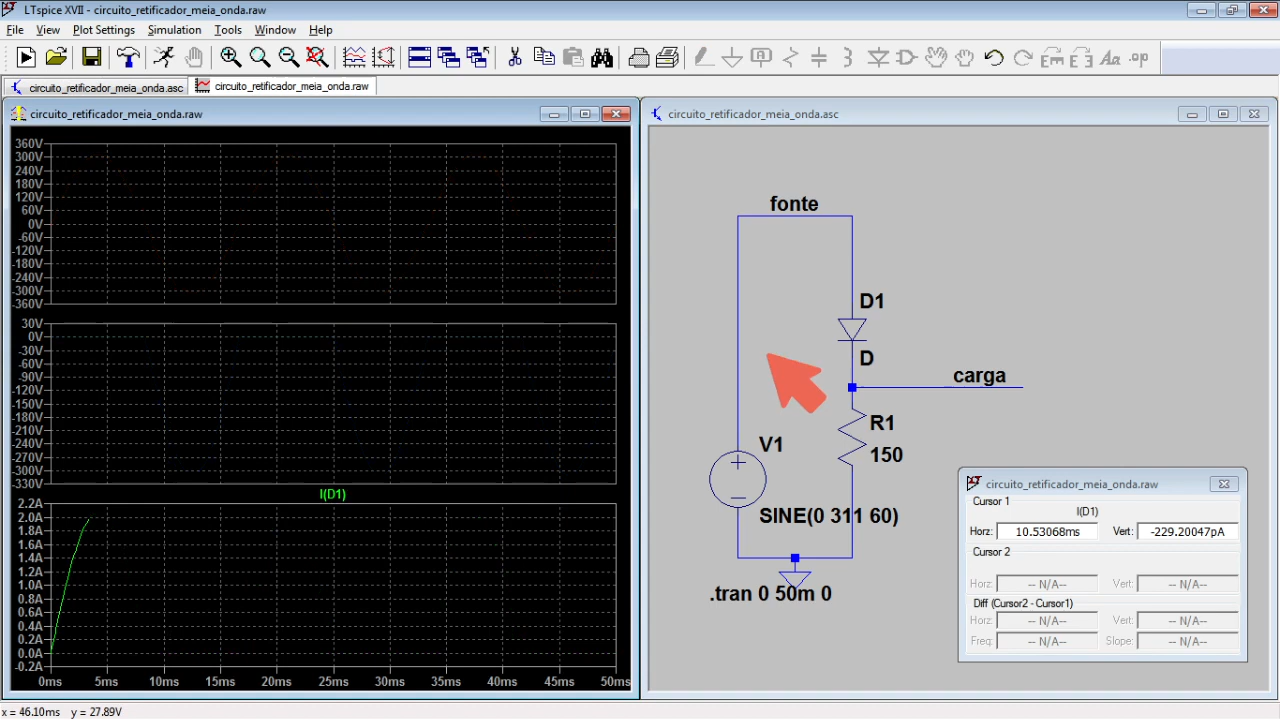 LTspice XVII - circuito_retificador_meia_onda.raw
File View Plot Settings Simulation Tools Window Help
circuito_retificador_meia_onda.asc circuito_retificador_meia_onda.raw
circuito_retificador_meia_onda.raw
360V
300V
240V
180V
120V
60V
0V
-60V
-120V
-180V
-240V
-300V
-360V
30V
0V
-30V
-60V
-90V
-120V
-150V
-180V
-210V
-240V
-270V
-300V
-330V
I(D1)
2.2A
2.0A
1.8A
1.6A
1.4A
1.2A
1.0A
0.8A
0.6A
0.4A
0.2A
0.0A
-0.2A
0ms 5ms 10ms 15ms 20ms 25ms 30ms 35ms 40ms 45ms 50ms
circuito_retificador_meia_onda.asc
fonte
D1
D
carga
R1
150
V1
SINE(0 311 60)
.tran 0 50m 0
circuito_retificador_meia_onda.raw
Cursor 1
I(D1)
Horz: 10.53068ms Vert: -229.20047pA
Cursor 2
Horz: -- N/A-- Vert: -- N/A--
Diff (Cursor2 - Cursor1)
Horz: -- N/A-- Vert: -- N/A--
Freq: -- N/A-- Slope: -- N/A--
x = 46.10ms y = 27.89V